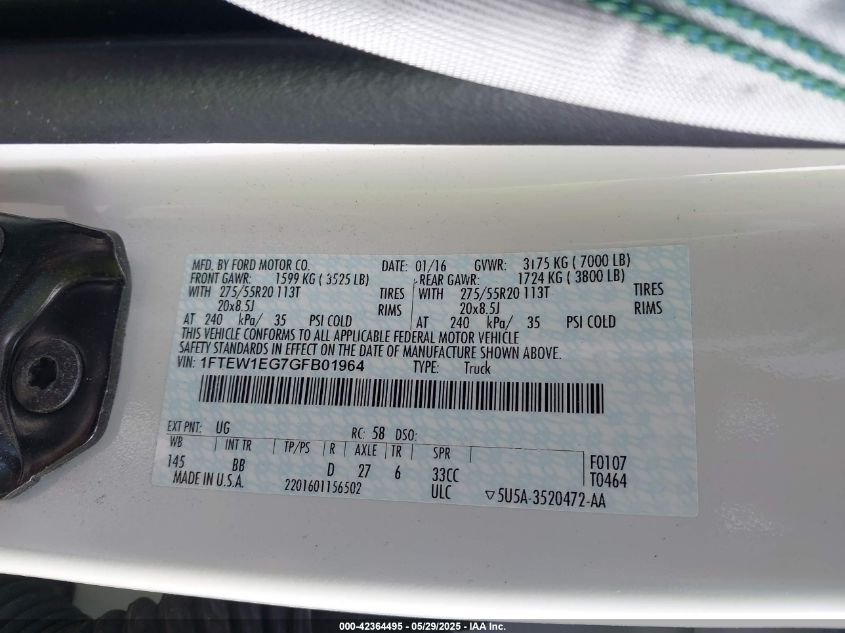 MFD. BY FORD MOTOR CO. DATE: 01/16 GVWR: 3175 KG ( 7000 LB)
FRONT GAWR: 1599 KG ( 3525 LB) REAR GAWR: 1724 KG ( 3800 LB)
WITH 275/55R20 113T TIRES WITH 275/55R20 113T TIRES
20x8.5J RIMS 20x8.5J RIMS
AT 240 kPa/ 35 PSI COLD AT 240 kPa/ 35 PSI COLD
THIS VEHICLE CONFORMS TO ALL APPLICABLE FEDERAL MOTOR VEHICLE
SAFETY STANDARDS IN EFFECT ON THE DATE OF MANUFACTURE SHOWN ABOVE.
VIN: 1FTEW1EG7GFB01964 TYPE: Truck
EXT PNT: UG RC: 58 DSO:
WB INT TR TP/PS R AXLE TR SPR F0107
145 BB D 27 6 33CC T0464
MADE IN U.S.A. 2201601156502 ULC ▽5U5A-3520472-AA
000-42364495 - 05/29/2025 - IAA Inc.